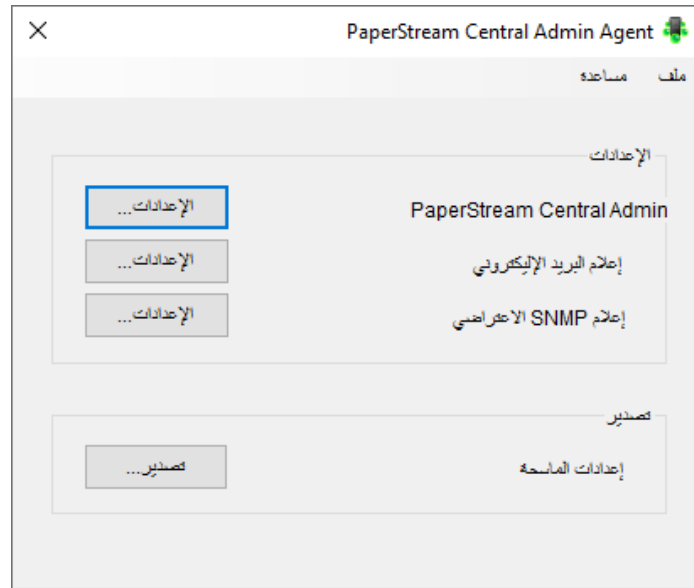 PaperStream Central Admin Agent
ملف مساعدة
الإعدادات
PaperStream Central Admin الإعدادات...
إعلام البريد الإليكتروني الإعدادات...
إعلام SNMP الاعتراضي الإعدادات...
تصدير
إعدادات الماسحة تصدير...